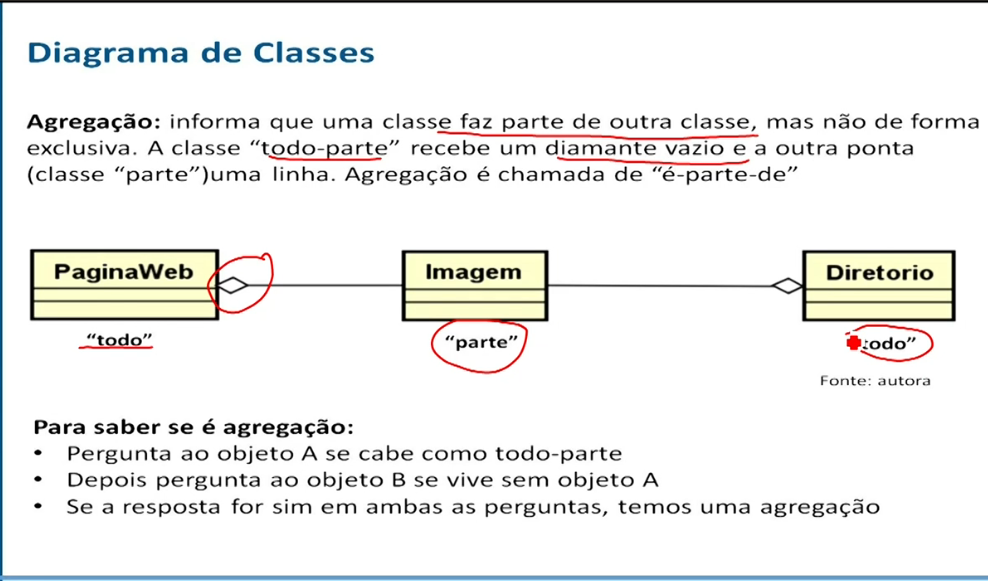 Diagrama de Classes
Agregação: informa que uma classe faz parte de outra classe, mas não de forma
exclusiva. A classe “todo-parte” recebe um diamante vazio e a outra ponta
(classe “parte”)uma linha. Agregação é chamada de “é-parte-de”
PaginaWeb
Imagem
Diretorio
“todo”
“parte”
todo”
Fonte: autora
Para saber se é agregação:
• Pergunta ao objeto A se cabe como todo-parte
• Depois pergunta ao objeto B se vive sem objeto A
• Se a resposta for sim em ambas as perguntas, temos uma agregação